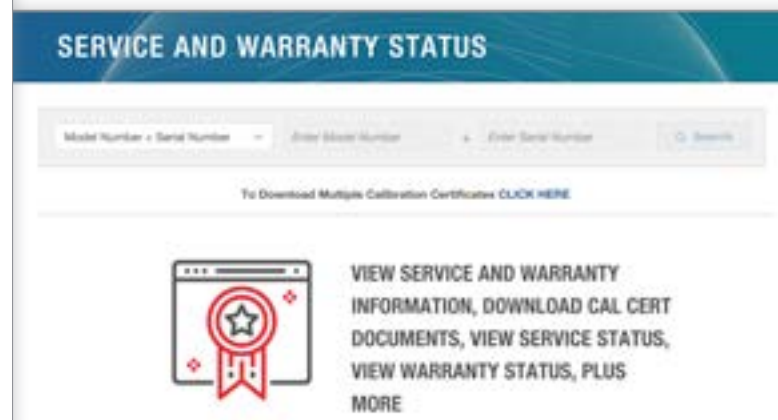 SERVICE AND WARRANTY STATUS
Model Number + Serial Number Enter Model Number + Enter Serial Number Search
To Download Multiple Calibration Certificates CLICK HERE
VIEW SERVICE AND WARRANTY
INFORMATION, DOWNLOAD CAL CERT
DOCUMENTS, VIEW SERVICE STATUS,
VIEW WARRANTY STATUS, PLUS
MORE